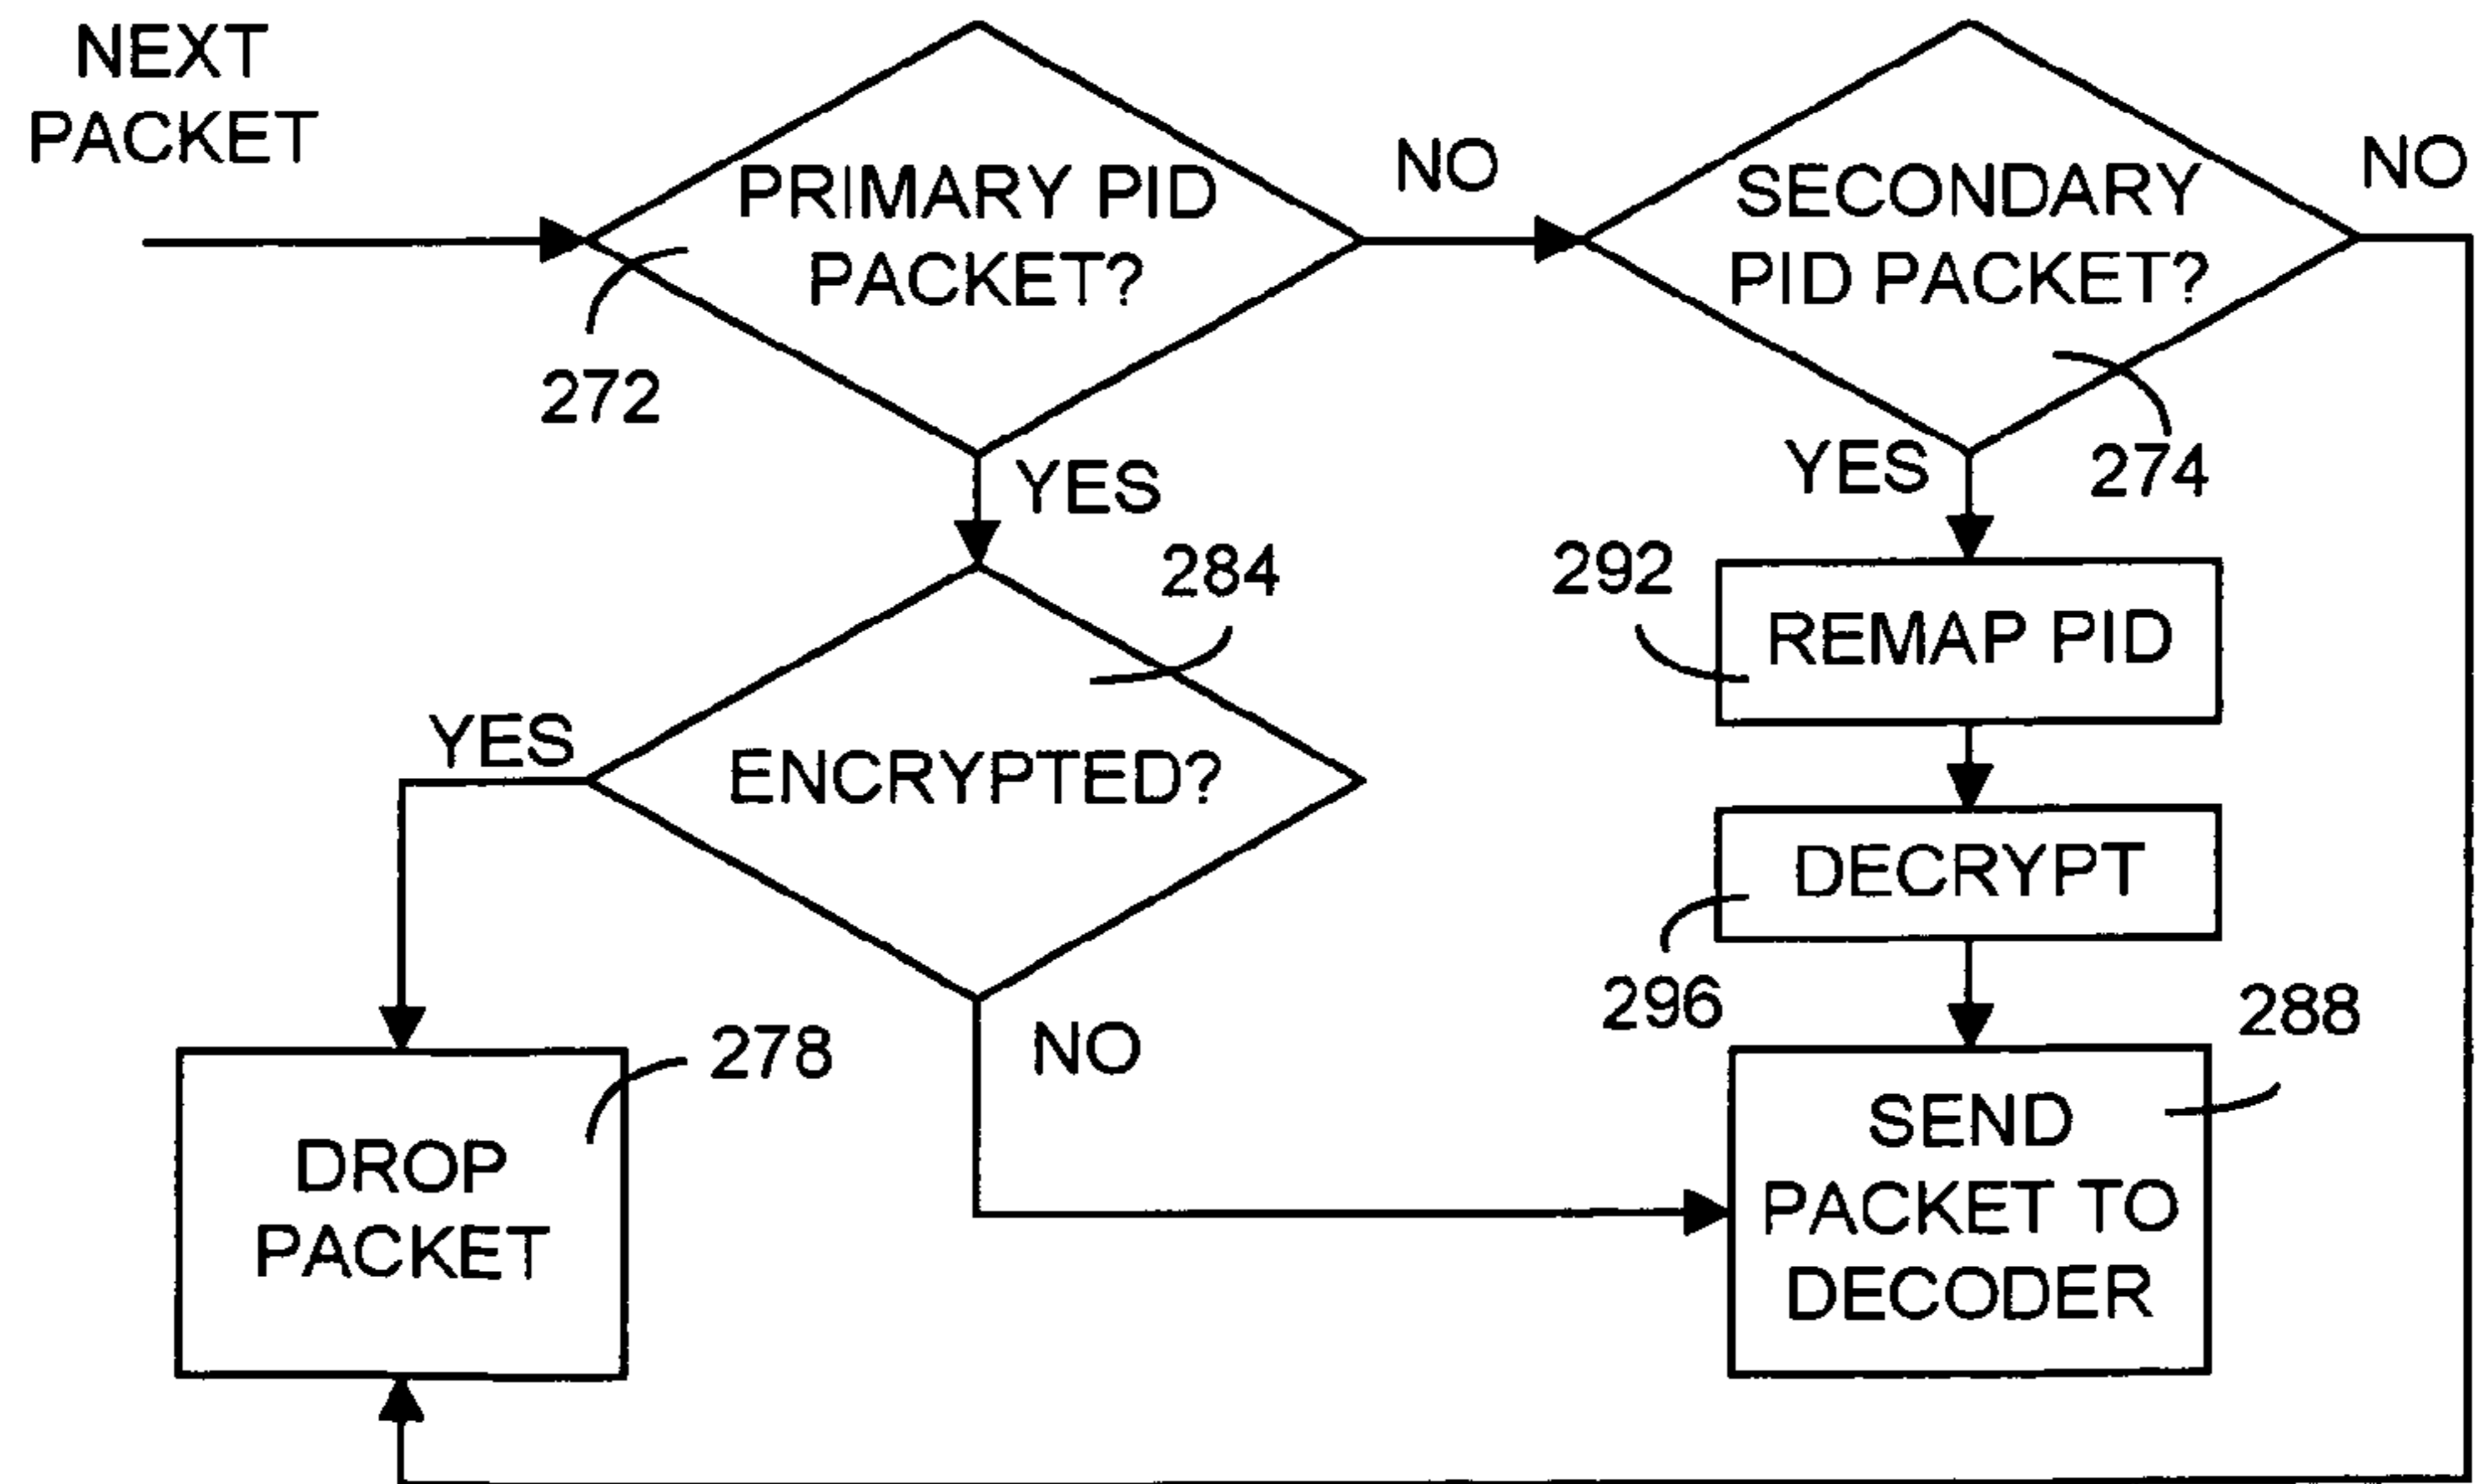 NEXT
PACKET
PRIMARY PID
PACKET?
NO
SECONDARY
PID PACKET?
NO
272
YES
YES
274
284
292
REMAP PID
YES
ENCRYPTED?
DECRYPT
296
288
278
NO
DROP
PACKET
SEND
PACKET TO
DECODER